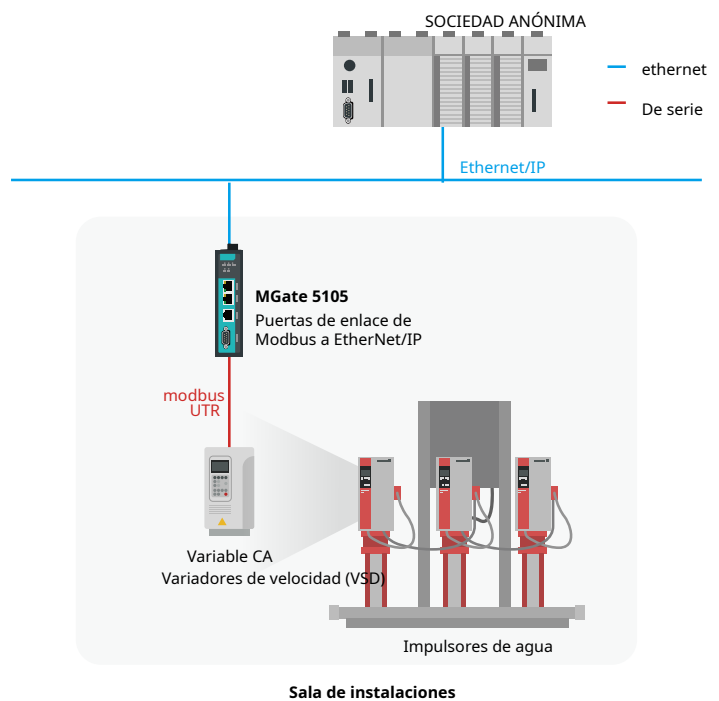 SOCIEDAD ANÓNIMA
ethernet
De serie
Ethernet/IP
MGate 5105
Puertas de enlace de
Modbus a EtherNet/IP
modbus
UTR
Variable CA
Variadores de velocidad (VSD)
Impulsores de agua
Sala de instalaciones